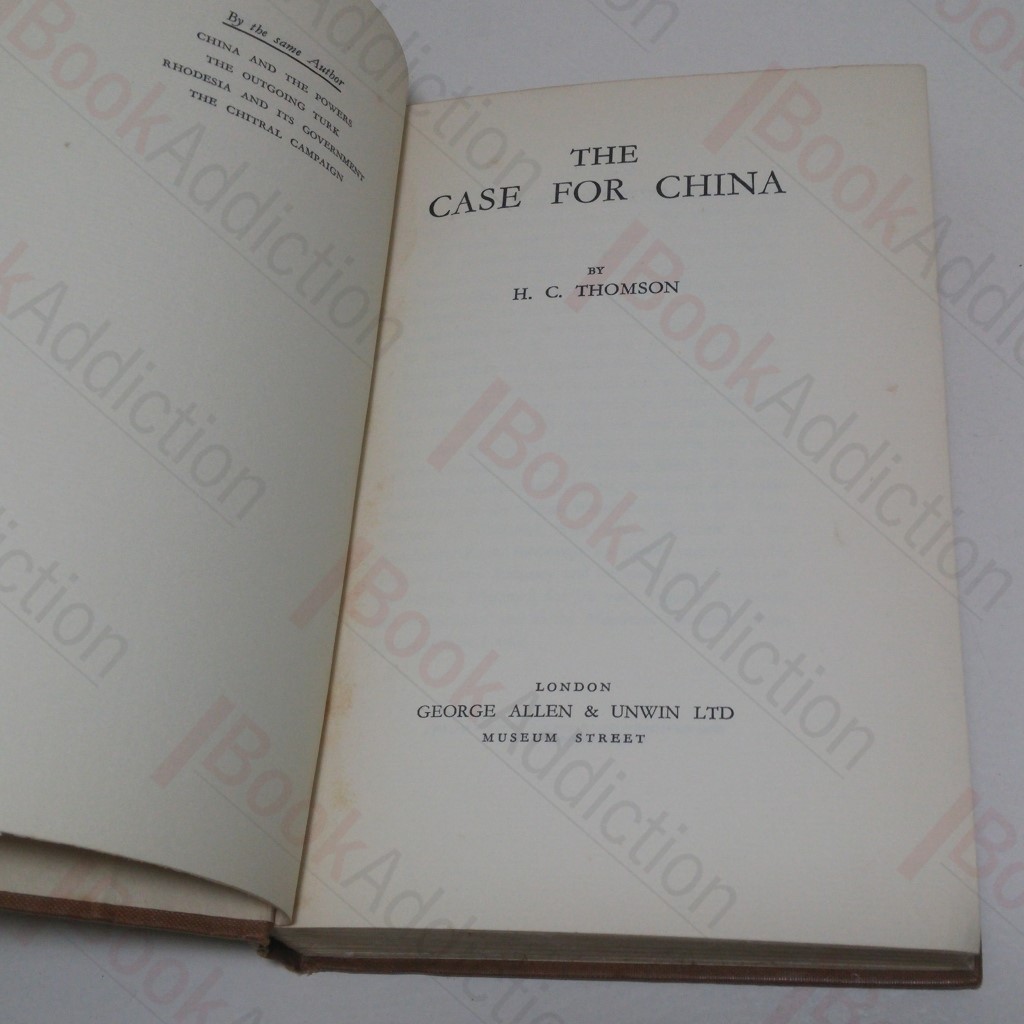 By the same Author
CHINA AND THE POWERS
THE OUTGOING TURK
RHODESIA AND ITS GOVERNMENT
THE CHITRAL CAMPAIGN
THE
CASE FOR CHINA
BY
H. C. THOMSON
LONDON
GEORGE ALLEN & UNWIN LTD
MUSEUM STREET
BookAddiction